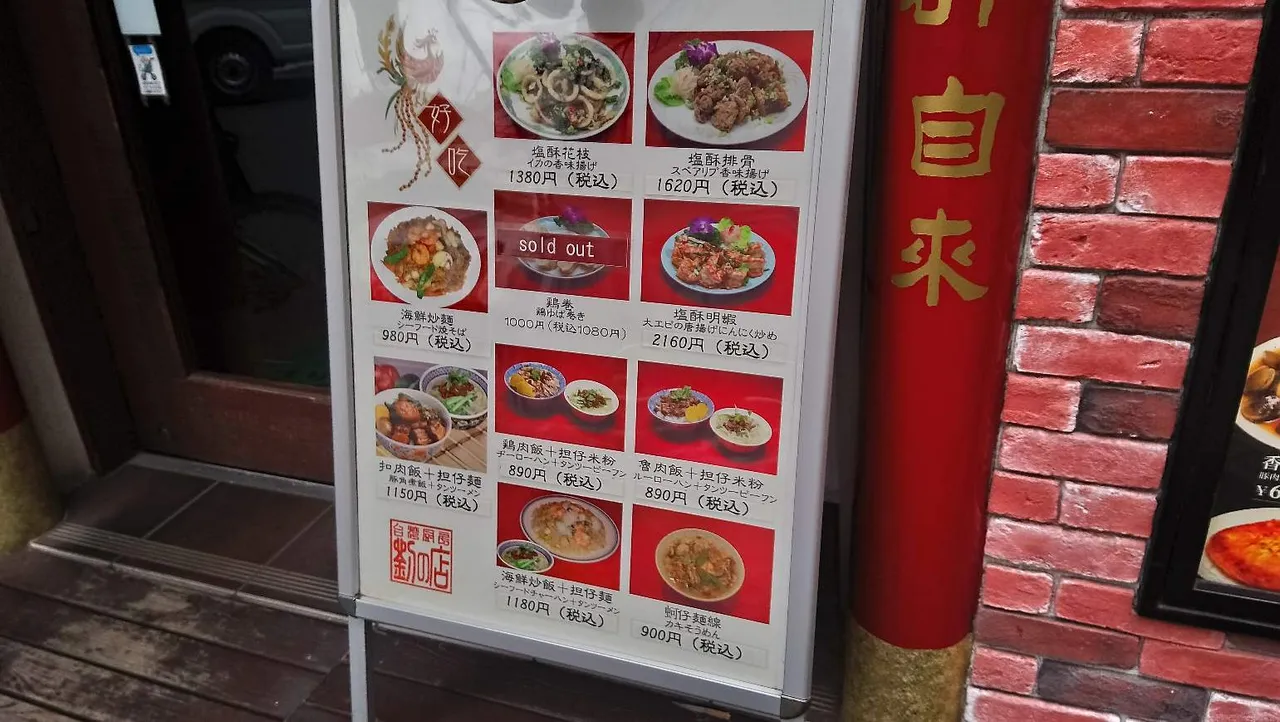 好
吃
塩酥花枝
イカの香味揚げ
1380円(税込)
塩酥排骨
スペアリブ香味揚げ
1620円(税込)
海鮮炒麵
シーフード焼そば
980円(税込)
sold out
鶏巻
鶏ゆば巻き
1000円(税込1080円)
塩酥明蝦
大エビの唐揚げにんにく炒め
2160円(税込)
扣肉飯+担仔麵
豚角煮飯+タンツーメン
1150円(税込)
鶏肉飯+担仔米粉
チーローハン+タンツービーフン
890円(税込)
魯肉飯+担仔米粉
ルーローハン+タンツービーフン
890円(税込)
台灣厨房
劉の店
海鮮炒飯+担仔麵
シーフードチャーハン+タンツーメン
1180円(税込)
蚵仔麵線
カキそうめん
900円(税込)
自
來
香
豚肉